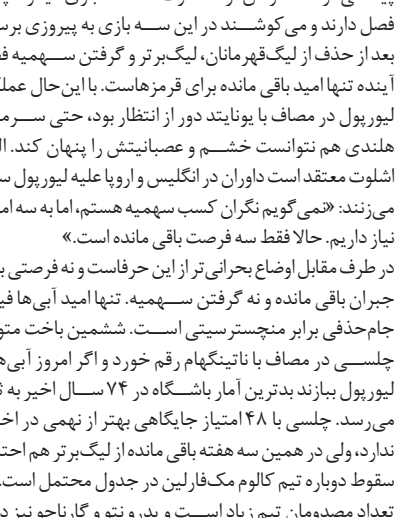 فصل دارند و می‌کوشند در این سه بازی به پیروزی
بعد از حذف از لیگ‌قهرمانان، لیگ‌برتر و گرفتن سهمیه
آینده تنها امید باقی مانده برای قرمزهاست. با این‌حال
لیورپول در مصاف با یونایتد دور از انتظار بود، حتی
هلندی هم نتوانست خشم و عصبانیتش را پنهان کند.
اشلوت معتقد است داوران در انگلیس و اروپا علیه لیورپول
می‌زنند: «نمی‌گویم نگران کسب سهمیه هستم، اما به سه
نیاز داریم. حالا فقط سه فرصت باقی مانده است.»
در طرف مقابل اوضاع بحرانی‌تر از این حرفاست و نه فرصتی
جبران باقی مانده و نه گرفتن سهمیه. تنها امید آبی‌ها
جام‌حذفی برابر منچسترسیتی است. ششمین باخت
چلسی در مصاف با ناتینگهام رقم خورد و اگر امروز
لیورپول ببازند بدترین آمار باشگاه در ۷۴ سال اخیر به
می‌رسد. چلسی با ۴۸ امتیاز جایگاهی بهتر از نهمی در
ندارد، ولی در همین سه هفته باقی مانده از لیگ‌برتر هم
سقوط دوباره تیم کالوم مک‌فارلین در جدول محتمل است.
تعداد مصدومان تیم زیاد است و پدرو نتو و گارناچو نیز